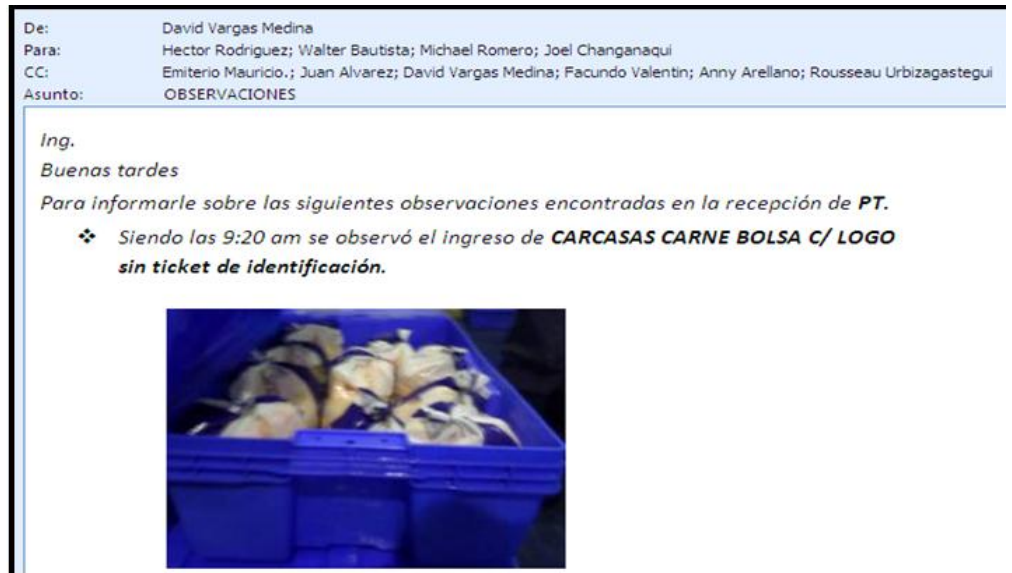 De: David Vargas Medina
Para: Hector Rodriguez; Walter Bautista; Michael Romero; Joel Changanaqui
CC: Emiterio Mauricio.; Juan Alvarez; David Vargas Medina; Facundo Valentin; Anny Arellano; Rousseau Urbizagastegui
Asunto: OBSERVACIONES
Ing.
Buenas tardes
Para informarle sobre las siguientes observaciones encontradas en la recepción de PT.
❖ Siendo las 9:20 am se observó el ingreso de CARCASAS CARNE BOLSA C/ LOGO
sin ticket de identificación.